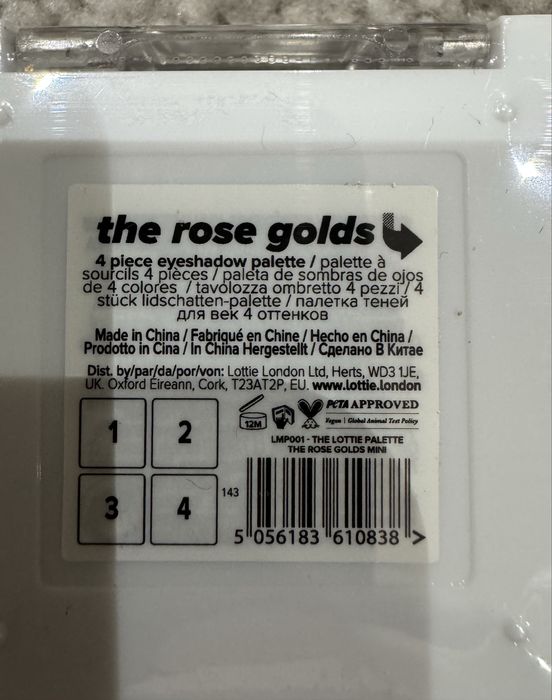 the rose golds
4 piece eyeshadow palette / palette à
sourcils 4 pièces / paleta de sombras de ojos
de 4 colores / tavolozza ombretto 4 pezzi / 4
stück lidschatten-palette / палетка теней
для век 4 оттенков
Made in China / Fabriqué en Chine / Hecho en China /
Prodotto in Cina / In China Hergestellt / Сделано В Китае
Dist. by/par/da/por/von: Lottie London Ltd, Herts, WD3 1JE,
UK. Oxford Éireann, Cork, T23AT2P, EU. www.lottie.london
1 2
3 4
12M
PETA APPROVED
Vegan | Global Animal Test Policy
LMP001 - THE LOTTIE PALETTE
THE ROSE GOLDS MINI
143
5 056183 610838 >